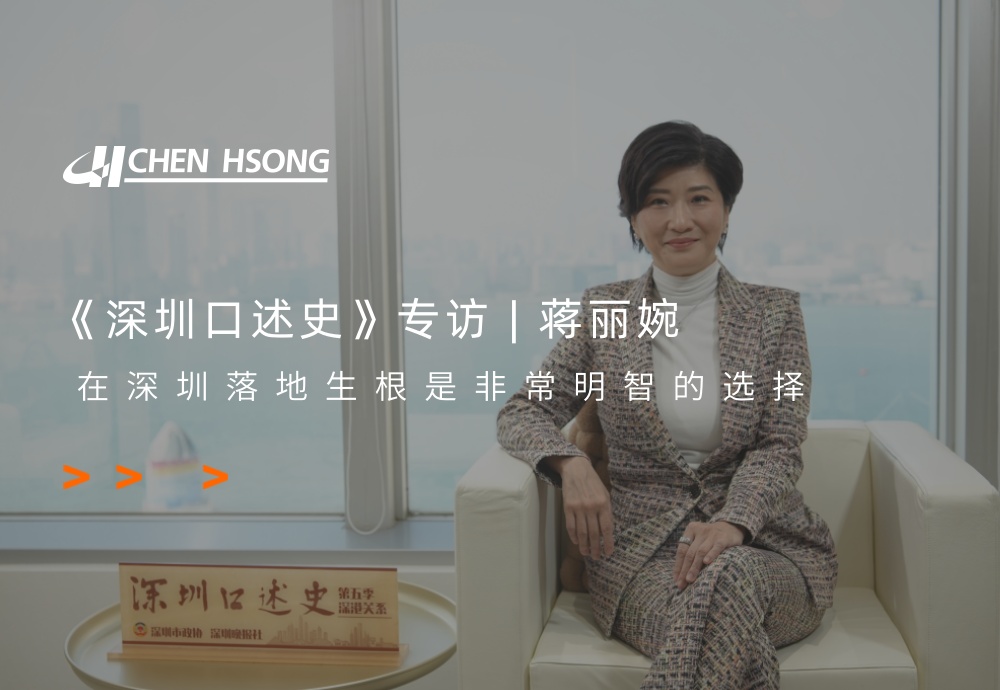 CHEN HSONG
《深圳口述史》专访 | 蒋丽婉
在深圳落地生根是非常明智的选择
> > >
深圳口述史
第五季
深港关系
深圳市政协 深圳晚报社